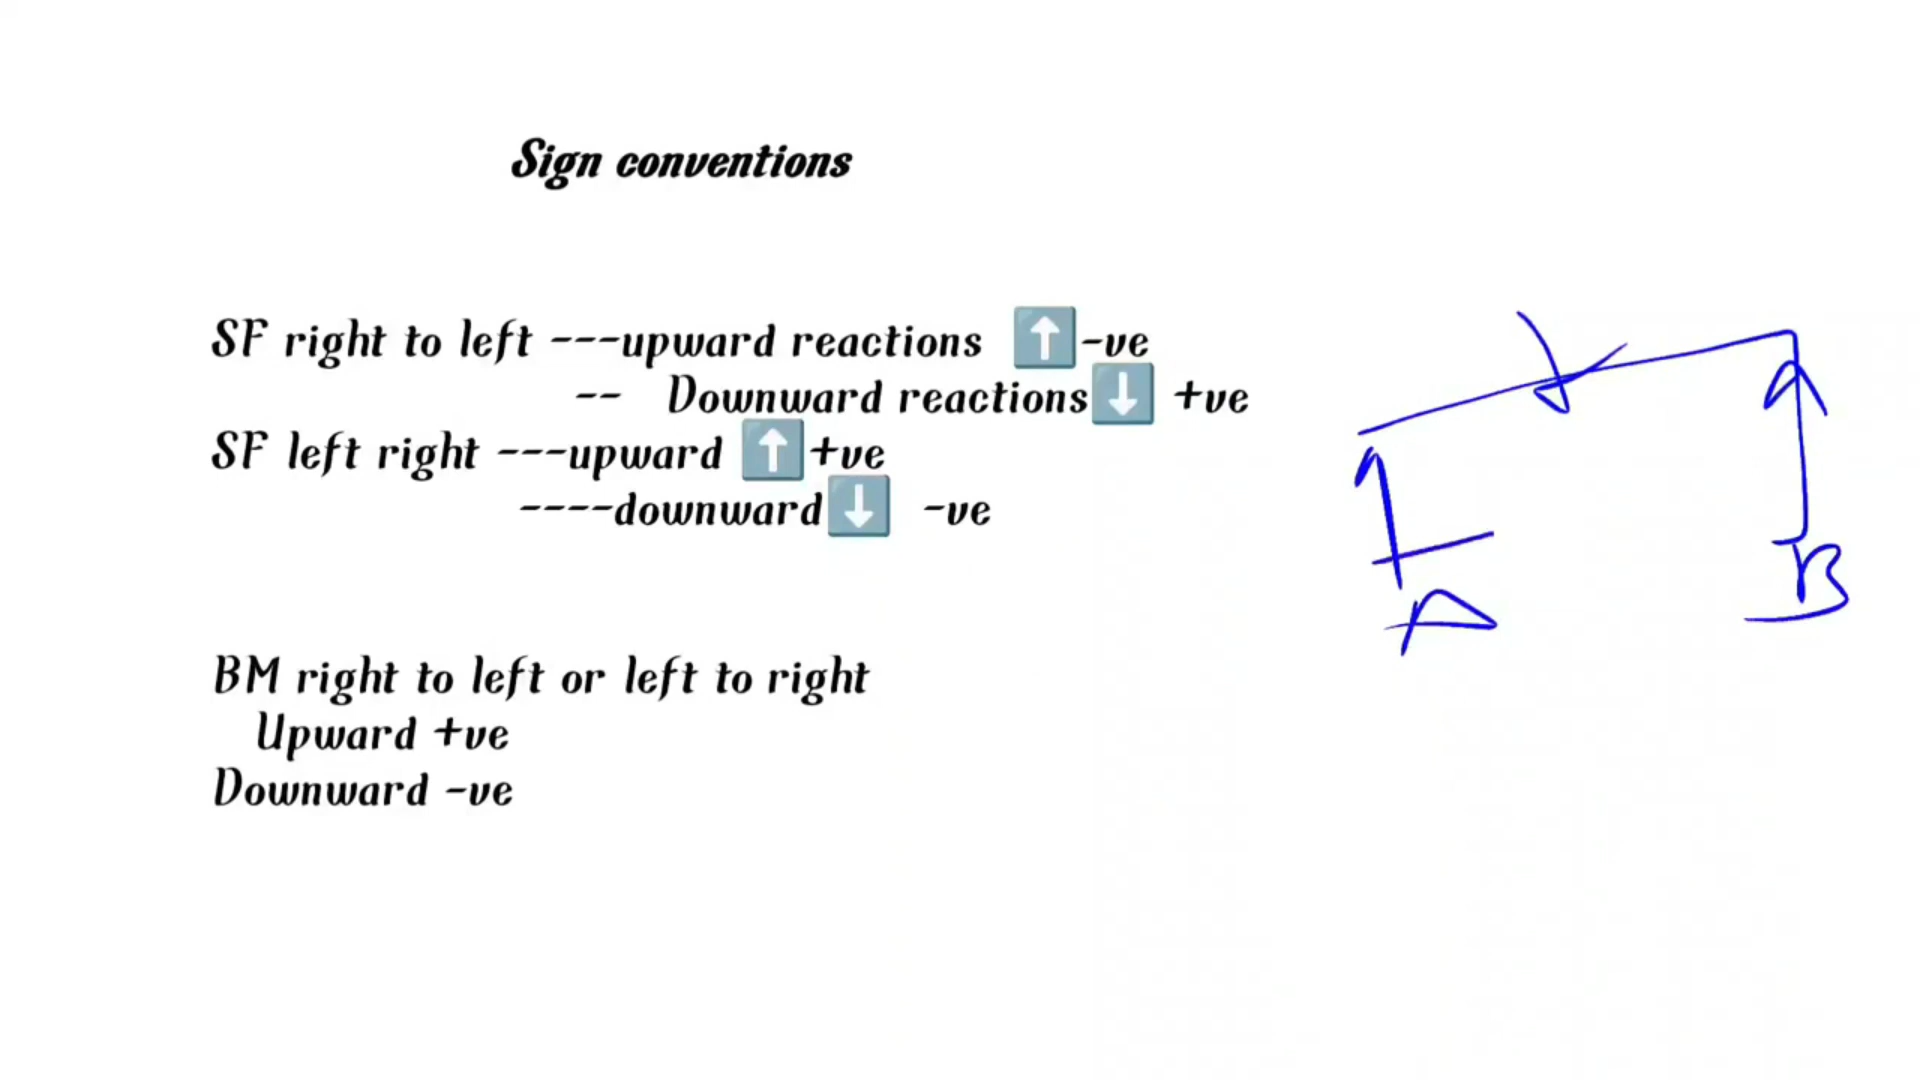 Sign conventions
SF right to left ---upward reactions ⬆️-ve
-- Downward reactions⬇️ +ve
SF left right ---upward ⬆️+ve
----downward⬇️ -ve
BM right to left or left to right
Upward +ve
Downward -ve
A
B